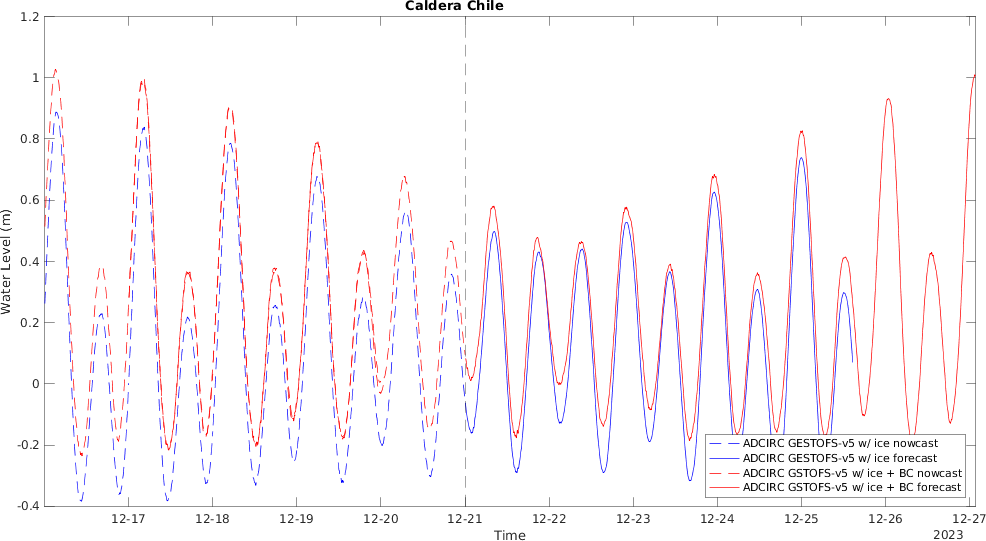 Caldera Chile
1.2
1
0.8
0.6
0.4
0.2
0
-0.2
-0.4
Water Level (m)
ADCIRC GESTOFS-v5 w/ ice nowcast
ADCIRC GESTOFS-v5 w/ ice forecast
ADCIRC GSTOFS-v5 w/ ice + BC nowcast
ADCIRC GSTOFS-v5 w/ ice + BC forecast
12-17 12-18 12-19 12-20 12-21 12-22 12-23 12-24 12-25 12-26 12-27
Time
2023